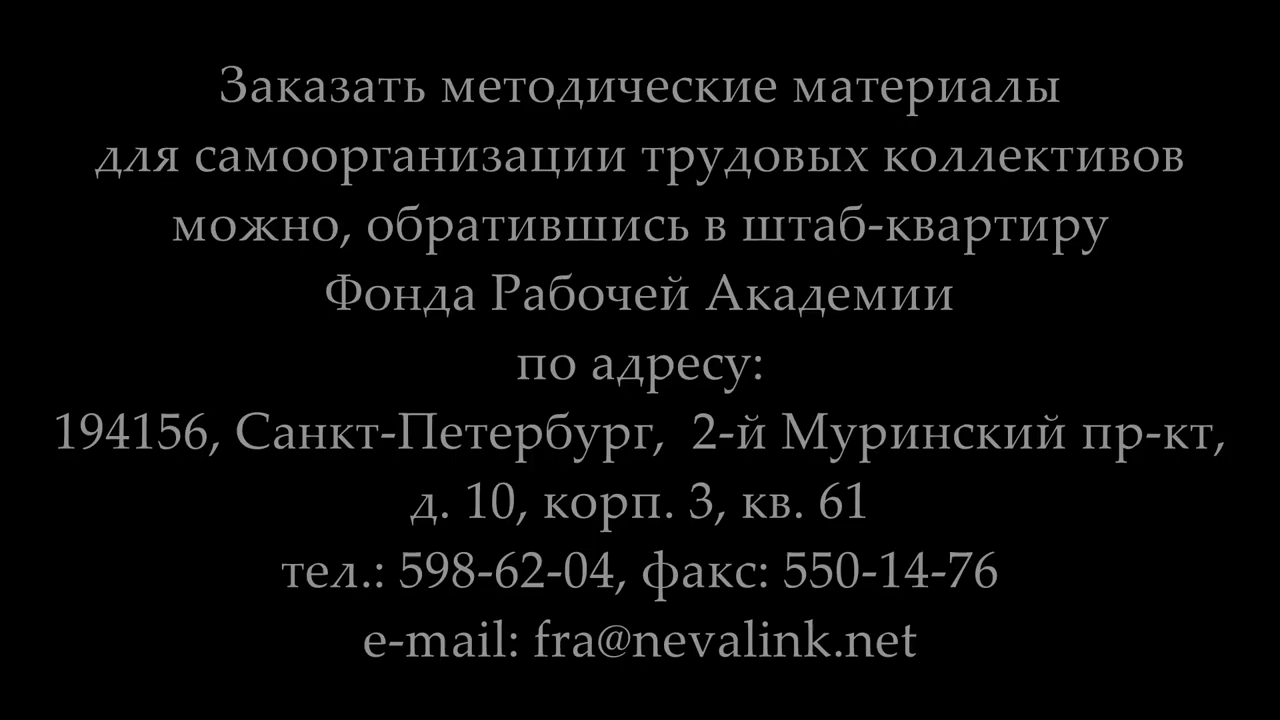 Заказать методические материалы
для самоорганизации трудовых коллективов
можно, обратившись в штаб-квартиру
Фонда Рабочей Академии
по адресу:
194156, Санкт-Петербург, 2-й Муринский пр-кт,
д. 10, корп. 3, кв. 61
тел.: 598-62-04, факс: 550-14-76
e-mail: fra@nevalink.net